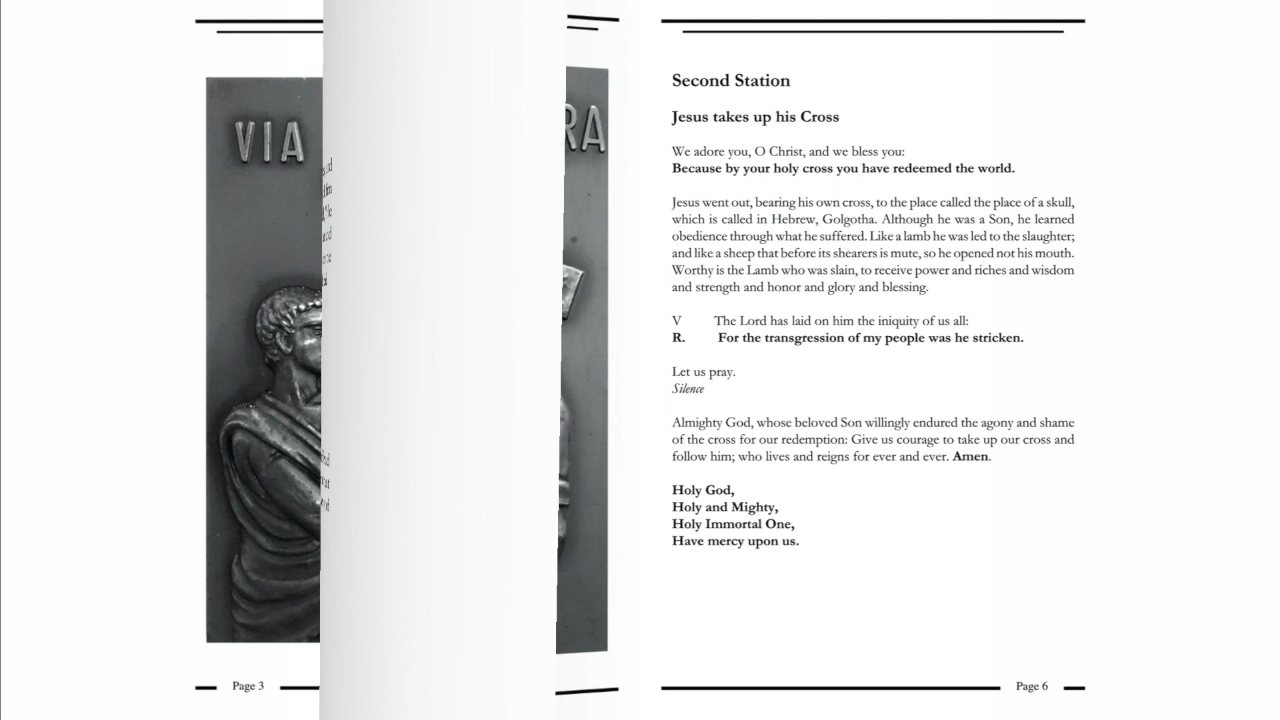 VIA
RA
Page 3
Second Station
Jesus takes up his Cross
We adore you, O Christ, and we bless you:
Because by your holy cross you have redeemed the world.
Jesus went out, bearing his own cross, to the place called the place of a skull,
which is called in Hebrew, Golgotha. Although he was a Son, he learned
obedience through what he suffered. Like a lamb he was led to the slaughter;
and like a sheep that before its shearers is mute, so he opened not his mouth.
Worthy is the Lamb who was slain, to receive power and riches and wisdom
and strength and honor and glory and blessing.
V The Lord has laid on him the iniquity of us all:
R. For the transgression of my people was he stricken.
Let us pray.
Silence
Almighty God, whose beloved Son willingly endured the agony and shame
of the cross for our redemption: Give us courage to take up our cross and
follow him; who lives and reigns for ever and ever. Amen.
Holy God,
Holy and Mighty,
Holy Immortal One,
Have mercy upon us.
Page 6